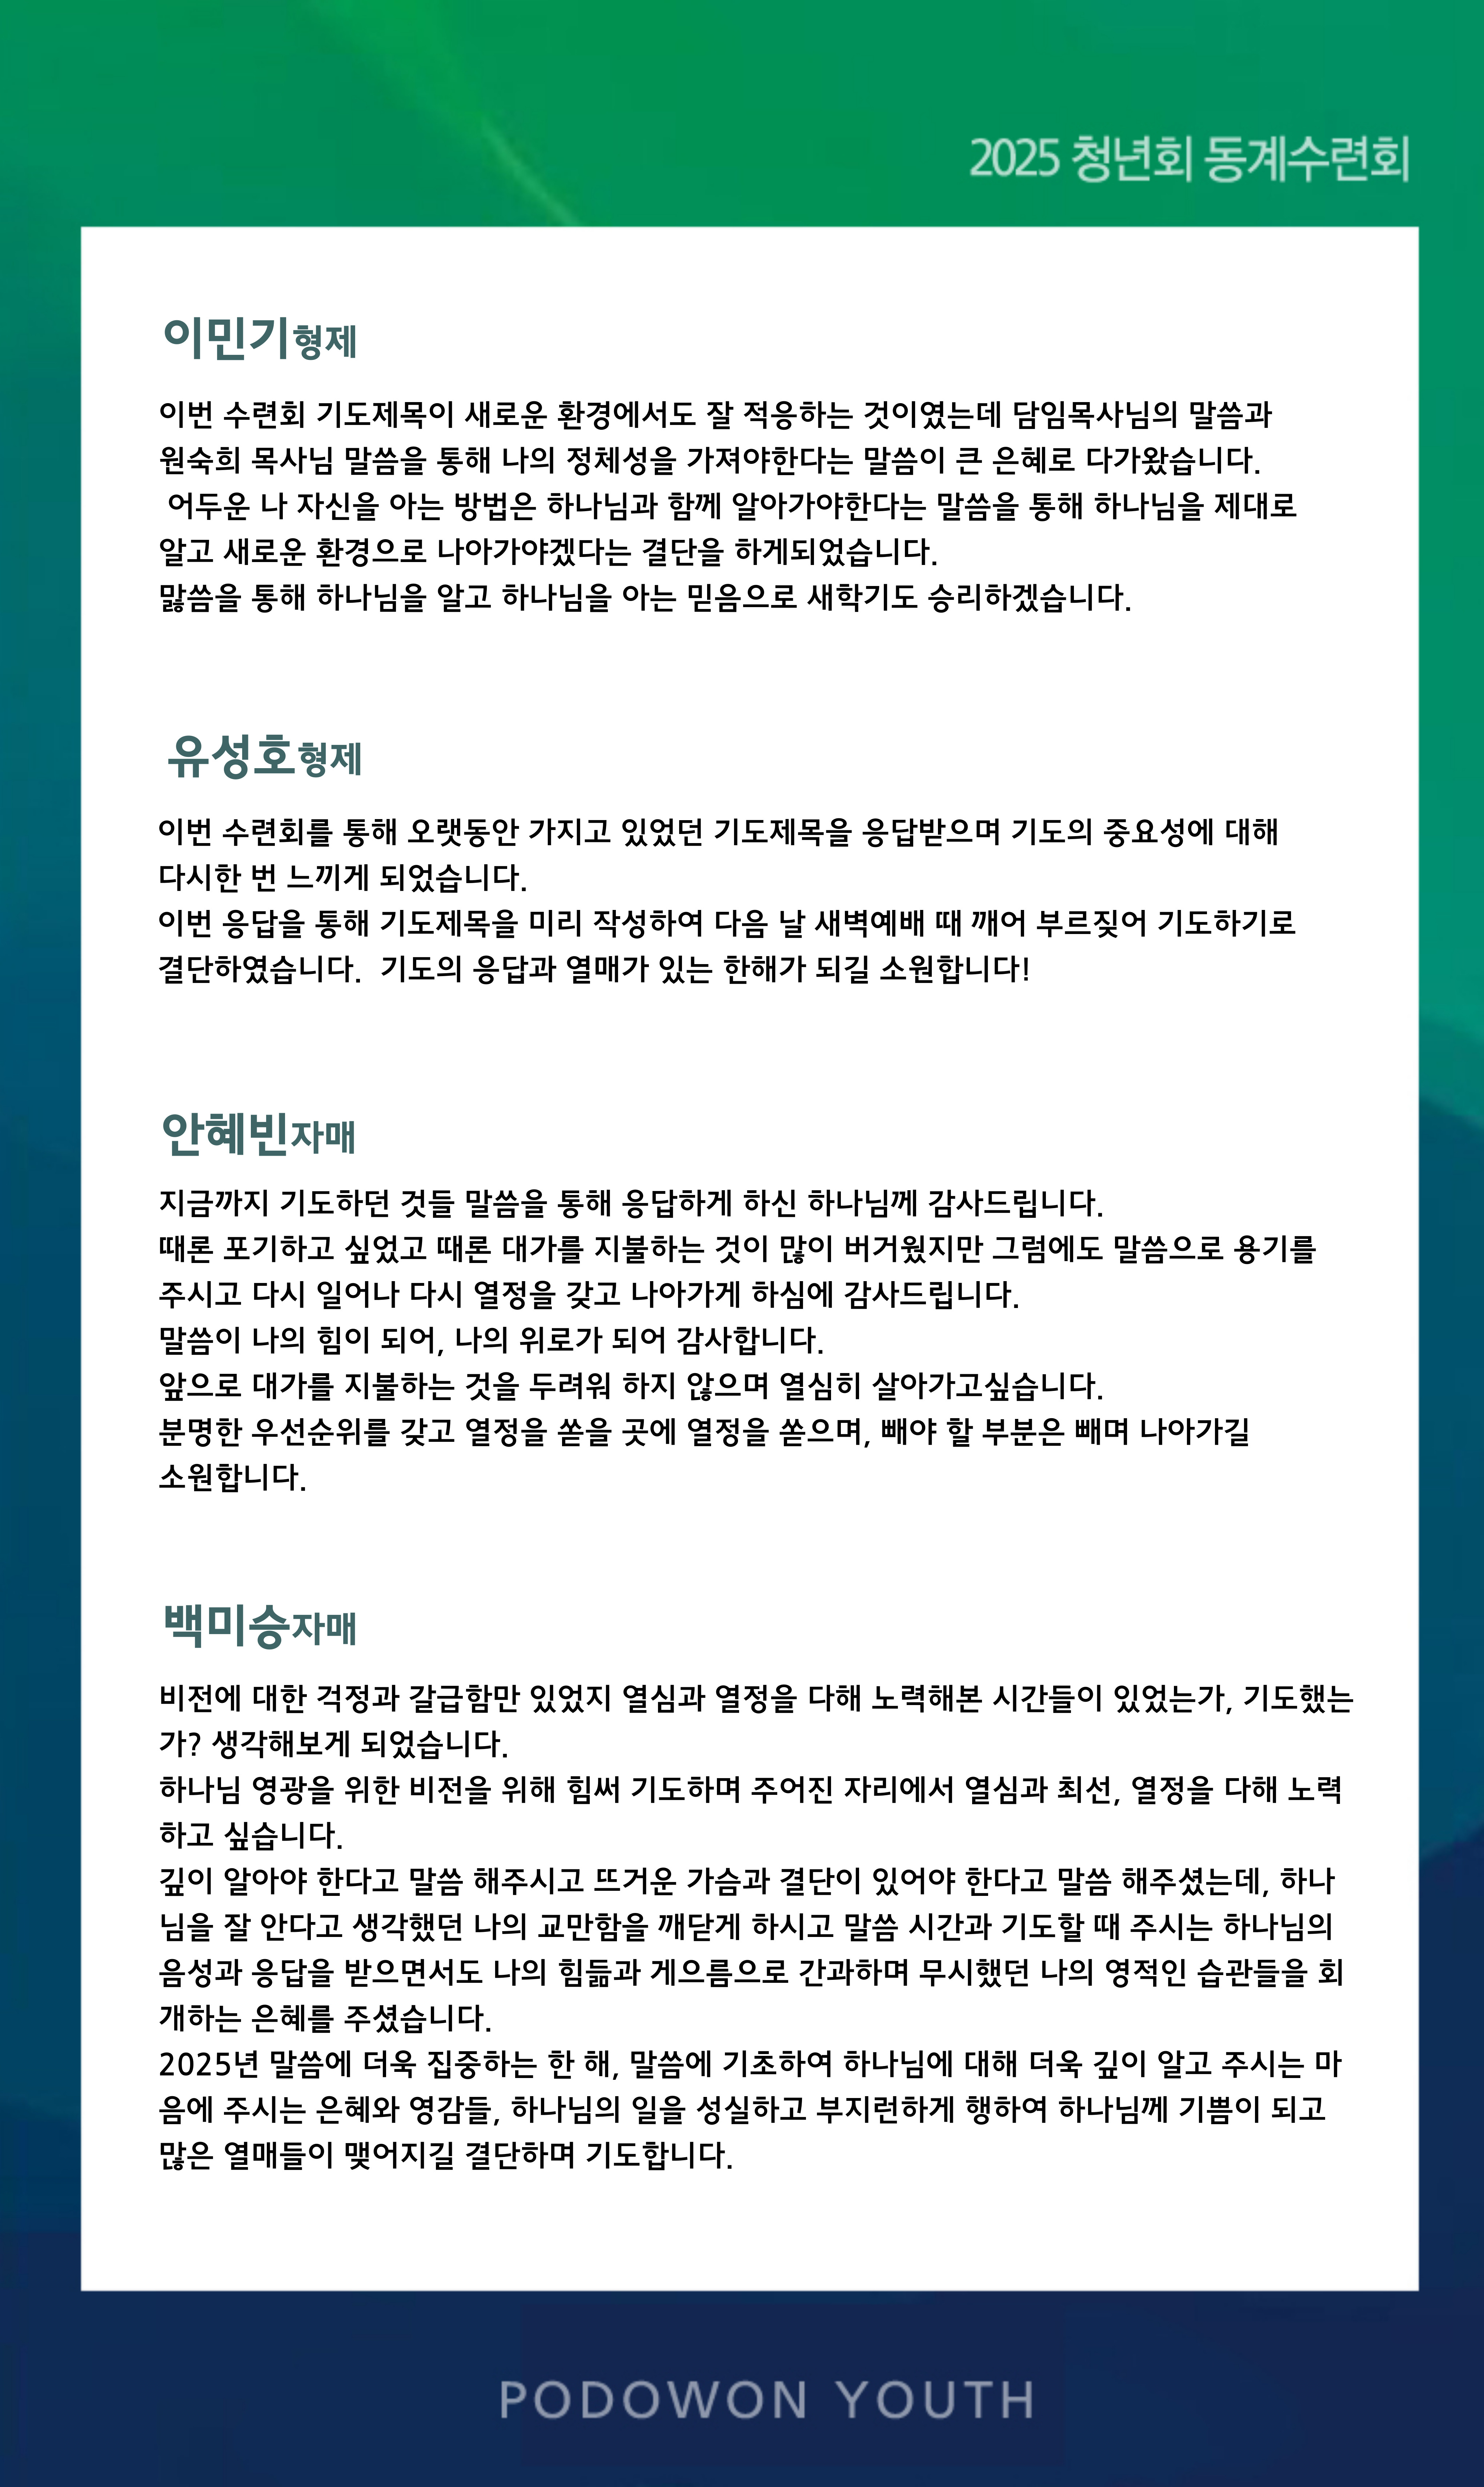 2025 청년회 동계수련회
이민기형제
이번 수련회 기도제목이 새로운 환경에서도 잘 적응하는 것이였는데 담임목사님의 말씀과
원숙희 목사님 말씀을 통해 나의 정체성을 가져야한다는 말씀이 큰 은혜로 다가왔습니다.
어두운 나 자신을 아는 방법은 하나님과 함께 알아가야한다는 말씀을 통해 하나님을 제대로
알고 새로운 환경으로 나아가야겠다는 결단을 하게되었습니다.
맗씀을 통해 하나님을 알고 하나님을 아는 믿음으로 새학기도 승리하겠습니다.
유성호형제
이번 수련회를 통해 오랫동안 가지고 있었던 기도제목을 응답받으며 기도의 중요성에 대해
다시한 번 느끼게 되었습니다.
이번 응답을 통해 기도제목을 미리 작성하여 다음 날 새벽예배 때 깨어 부르짖어 기도하기로
결단하였습니다.  기도의 응답과 열매가 있는 한해가 되길 소원합니다!
안혜빈자매
지금까지 기도하던 것들 말씀을 통해 응답하게 하신 하나님께 감사드립니다.
때론 포기하고 싶었고 때론 대가를 지불하는 것이 많이 버거웠지만 그럼에도 말씀으로 용기를
주시고 다시 일어나 다시 열정을 갖고 나아가게 하심에 감사드립니다.
말씀이 나의 힘이 되어, 나의 위로가 되어 감사합니다.
앞으로 대가를 지불하는 것을 두려워 하지 않으며 열심히 살아가고싶습니다.
분명한 우선순위를 갖고 열정을 쏟을 곳에 열정을 쏟으며, 빼야 할 부분은 빼며 나아가길
소원합니다.
백미승자매
비전에 대한 걱정과 갈급함만 있었지 열심과 열정을 다해 노력해본 시간들이 있었는가, 기도했는
가? 생각해보게 되었습니다.
하나님 영광을 위한 비전을 위해 힘써 기도하며 주어진 자리에서 열심과 최선, 열정을 다해 노력
하고 싶습니다.
깊이 알아야 한다고 말씀 해주시고 뜨거운 가슴과 결단이 있어야 한다고 말씀 해주셨는데, 하나
님을 잘 안다고 생각했던 나의 교만함을 깨닫게 하시고 말씀 시간과 기도할 때 주시는 하나님의
음성과 응답을 받으면서도 나의 힘듦과 게으름으로 간과하며 무시했던 나의 영적인 습관들을 회
개하는 은혜를 주셨습니다.
2025년 말씀에 더욱 집중하는 한 해, 말씀에 기초하여 하나님에 대해 더욱 깊이 알고 주시는 마
음에 주시는 은혜와 영감들, 하나님의 일을 성실하고 부지런하게 행하여 하나님께 기쁨이 되고
많은 열매들이 맺어지길 결단하며 기도합니다.
PODOWON YOUTH